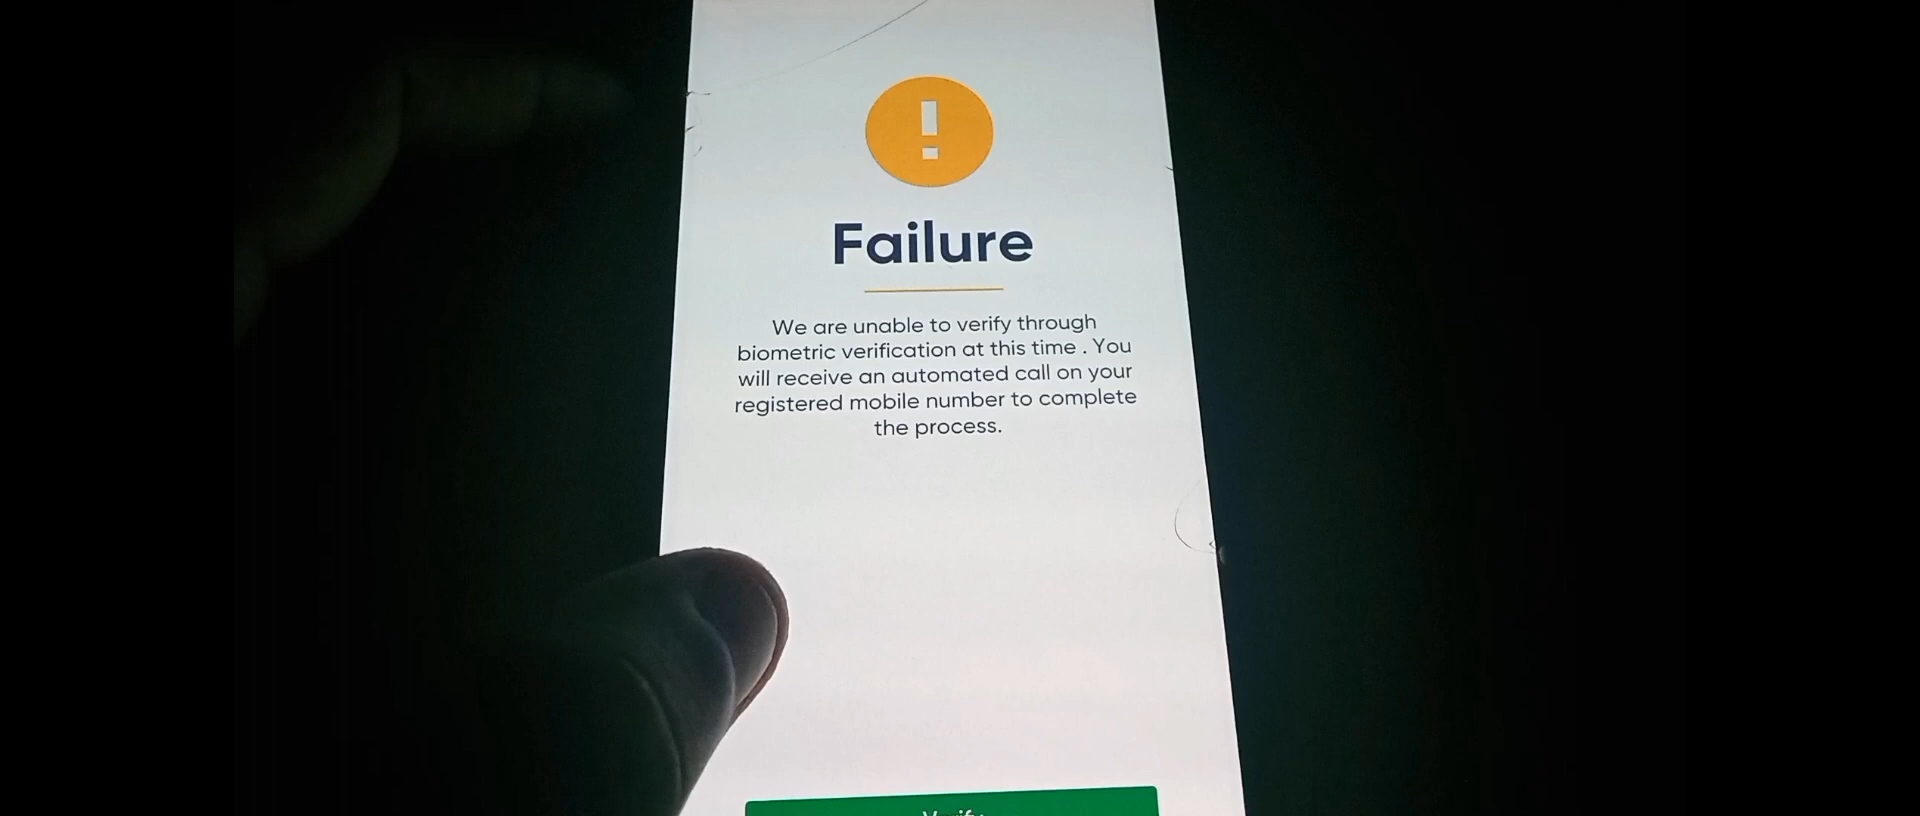 !
Failure
We are unable to verify through
biometric verification at this time . You
will receive an automated call on your
registered mobile number to complete
the process.
Verify